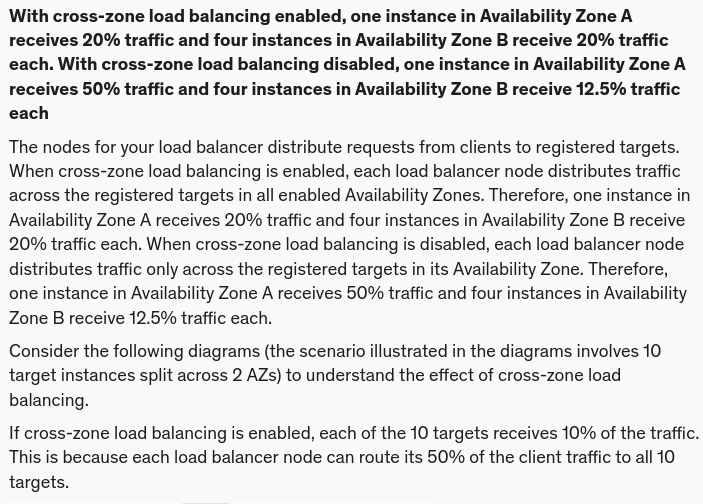 With cross-zone load balancing enabled, one instance in Availability Zone A
receives 20% traffic and four instances in Availability Zone B receive 20% traffic
each. With cross-zone load balancing disabled, one instance in Availability Zone A
receives 50% traffic and four instances in Availability Zone B receive 12.5% traffic
each
The nodes for your load balancer distribute requests from clients to registered targets.
When cross-zone load balancing is enabled, each load balancer node distributes traffic
across the registered targets in all enabled Availability Zones. Therefore, one instance in
Availability Zone A receives 20% traffic and four instances in Availability Zone B receive
20% traffic each. When cross-zone load balancing is disabled, each load balancer node
distributes traffic only across the registered targets in its Availability Zone. Therefore,
one instance in Availability Zone A receives 50% traffic and four instances in Availability
Zone B receive 12.5% traffic each.
Consider the following diagrams (the scenario illustrated in the diagrams involves 10
target instances split across 2 AZs) to understand the effect of cross-zone load
balancing.
If cross-zone load balancing is enabled, each of the 10 targets receives 10% of the traffic.
This is because each load balancer node can route its 50% of the client traffic to all 10
targets.